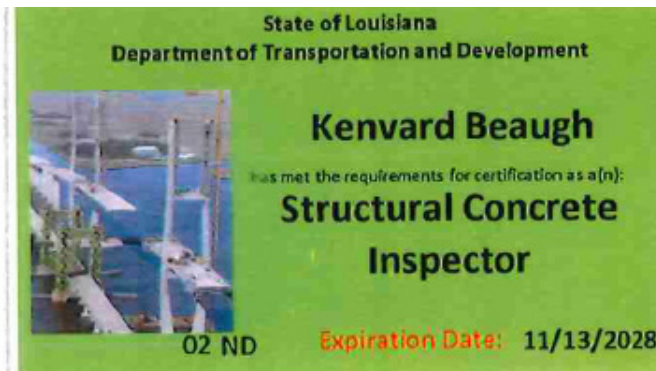 State of Louisiana
Department of Transportation and Development
Kenvard Beaugh
has met the requirements for certification as a(n):
Structural Concrete
Inspector
02 ND
Expiration Date: 11/13/2028